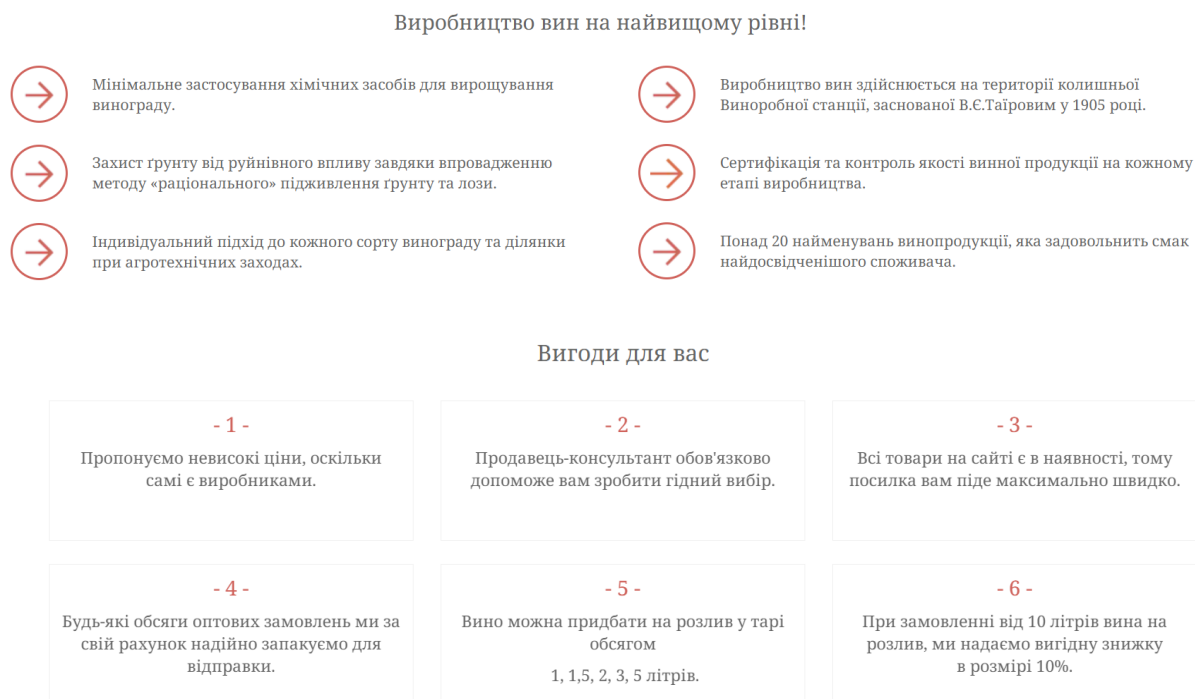 Виробництво вин на найвищому рівні!
Мінімальне застосування хімічних засобів для вирощування
винограду.
Захист ґрунту від руйнівного впливу завдяки впровадженню
методу «раціонального» підживлення ґрунту та лози.
Індивідуальний підхід до кожного сорту винограду та ділянки
при агротехнічних заходах.
Виробництво вин здійснюється на території колишньої
Виноробної станції, заснованої В.Є.Таїровим у 1905 році.
Сертифікація та контроль якості винної продукції на кожному
етапі виробництва.
Понад 20 найменувань винопродукції, яка задовольнить смак
найдосвідченішого споживача.
Вигоди для вас
- 1 -
Пропонуємо невисокі ціни, оскільки
самі є виробниками.
- 2 -
Продавець-консультант обов'язково
допоможе вам зробити гідний вибір.
- 3 -
Всі товари на сайті є в наявності, тому
посилка вам піде максимально швидко.
- 4 -
Будь-які обсяги оптових замовлень ми за
свій рахунок надійно запакуємо для
відправки.
- 5 -
Вино можна придбати на розлив у тарі
обсягом
1, 1,5, 2, 3, 5 літрів.
- 6 -
При замовленні від 10 літрів вина на
розлив, ми надаємо вигідну знижку
в розмірі 10%.